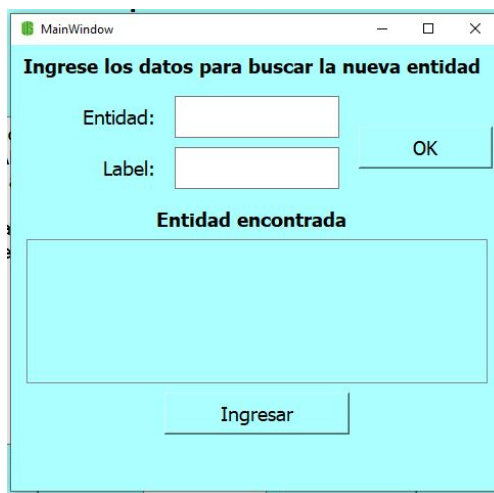 MainWindow
Ingrese los datos para buscar la nueva entidad
Entidad:
OK
Label:
Entidad encontrada
Ingresar